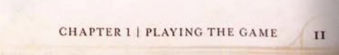 CHAPTER 1 | PLAYING THE GAME 11